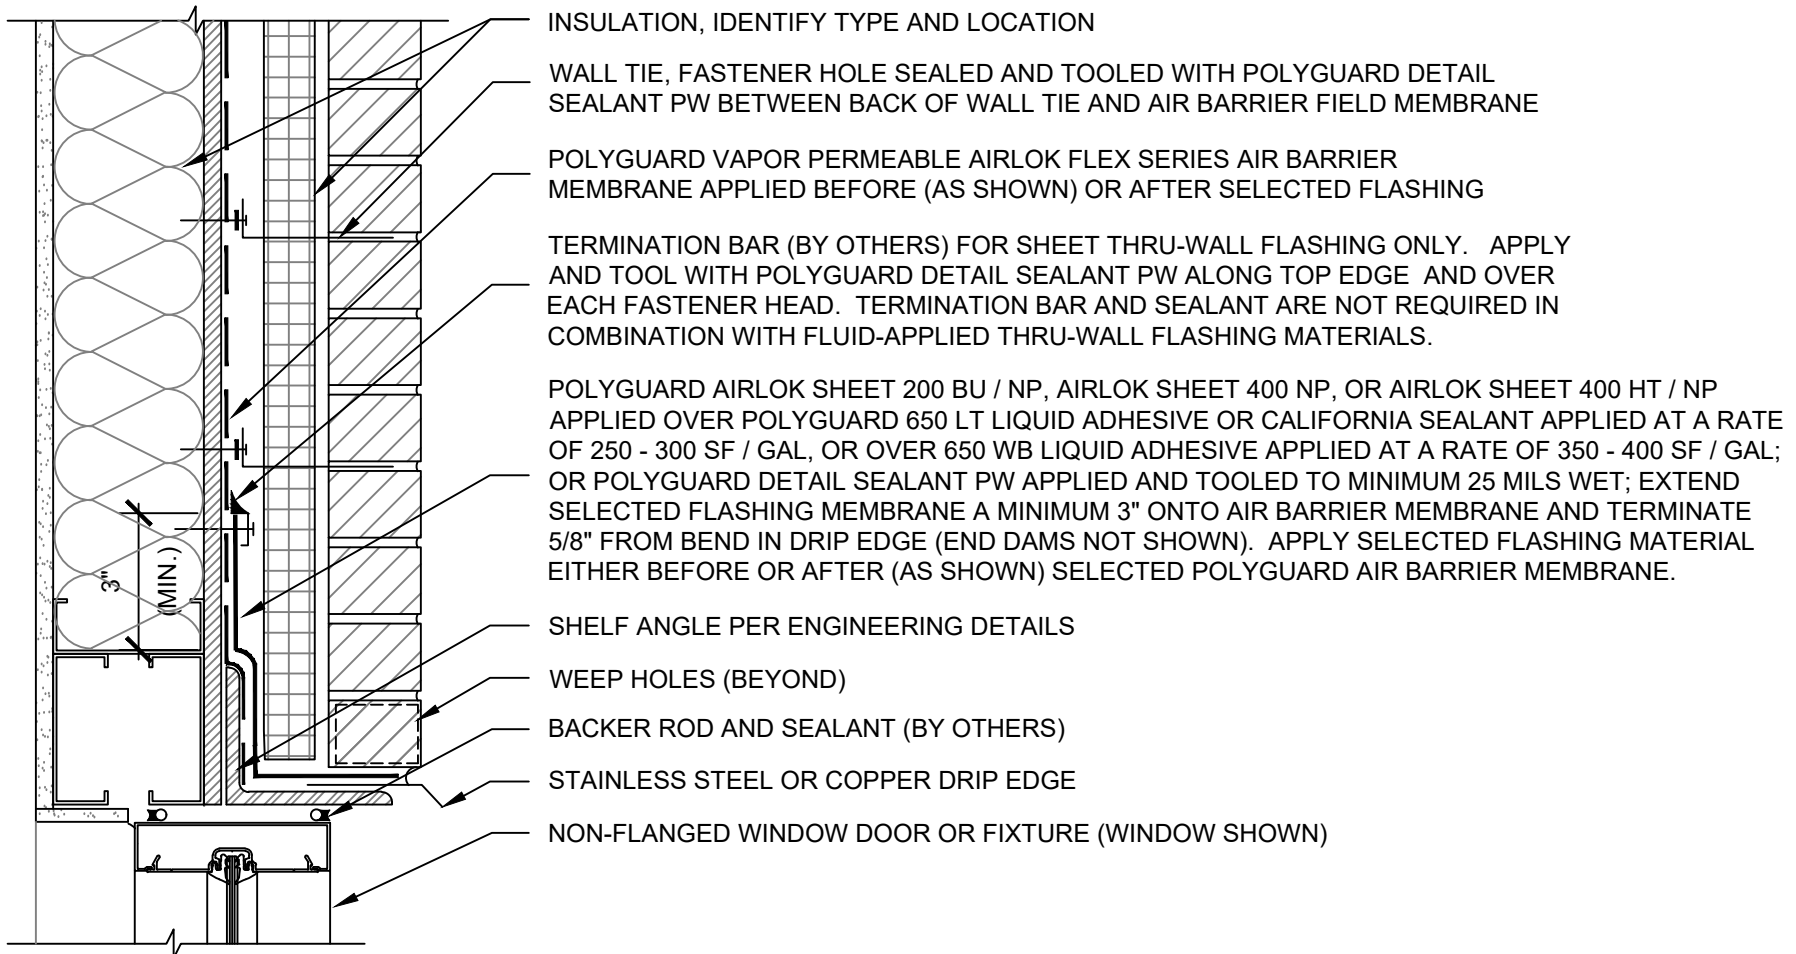 INSULATION, IDENTIFY TYPE AND LOCATION
WALL TIE, FASTENER HOLE SEALED AND TOOLED WITH POLYGUARD DETAIL
SEALANT PW BETWEEN BACK OF WALL TIE AND AIR BARRIER FIELD MEMBRANE
POLYGUARD VAPOR PERMEABLE AIRLOK FLEX SERIES AIR BARRIER
MEMBRANE APPLIED BEFORE (AS SHOWN) OR AFTER SELECTED FLASHING
TERMINATION BAR (BY OTHERS) FOR SHEET THRU-WALL FLASHING ONLY. APPLY
AND TOOL WITH POLYGUARD DETAIL SEALANT PW ALONG TOP EDGE AND OVER
EACH FASTENER HEAD. TERMINATION BAR AND SEALANT ARE NOT REQUIRED IN
COMBINATION WITH FLUID-APPLIED THRU-WALL FLASHING MATERIALS.
POLYGUARD AIRLOK SHEET 200 BU / NP, AIRLOK SHEET 400 NP, OR AIRLOK SHEET 400 HT / NP
APPLIED OVER POLYGUARD 650 LT LIQUID ADHESIVE OR CALIFORNIA SEALANT APPLIED AT A RATE
OF 250 - 300 SF / GAL, OR OVER 650 WB LIQUID ADHESIVE APPLIED AT A RATE OF 350 - 400 SF / GAL;
OR POLYGUARD DETAIL SEALANT PW APPLIED AND TOOLED TO MINIMUM 25 MILS WET; EXTEND
SELECTED FLASHING MEMBRANE A MINIMUM 3" ONTO AIR BARRIER MEMBRANE AND TERMINATE
5/8" FROM BEND IN DRIP EDGE (END DAMS NOT SHOWN). APPLY SELECTED FLASHING MATERIAL
EITHER BEFORE OR AFTER (AS SHOWN) SELECTED POLYGUARD AIR BARRIER MEMBRANE.
3"
(MIN.)
SHELF ANGLE PER ENGINEERING DETAILS
WEEP HOLES (BEYOND)
BACKER ROD AND SEALANT (BY OTHERS)
STAINLESS STEEL OR COPPER DRIP EDGE
NON-FLANGED WINDOW DOOR OR FIXTURE (WINDOW SHOWN)